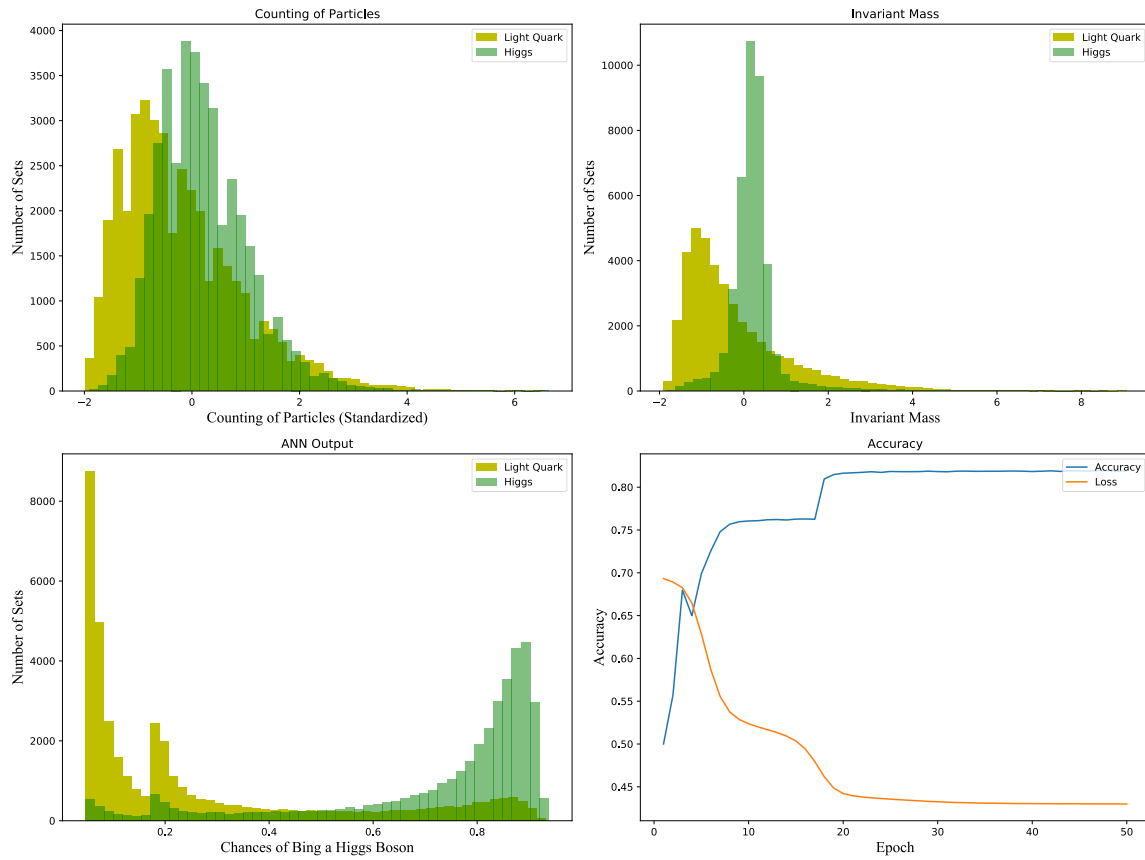 Counting of Particles
Light Quark
Higgs
Number of Sets
4000
3500
3000
2500
2000
1500
1000
500
0
−2
0
2
4
6
Counting of Particles (Standardized)
Invariant Mass
Light Quark
Higgs
Number of Sets
10000
8000
6000
4000
2000
0
−2
0
2
4
6
8
Invariant Mass
ANN Output
Light Quark
Higgs
Number of Sets
8000
6000
4000
2000
0
0.2
0.4
0.6
0.8
Chances of Bing a Higgs Boson
Accuracy
Accuracy
Loss
Accuracy
0.80
0.75
0.70
0.65
0.60
0.55
0.50
0.45
0
10
20
30
40
50
Epoch